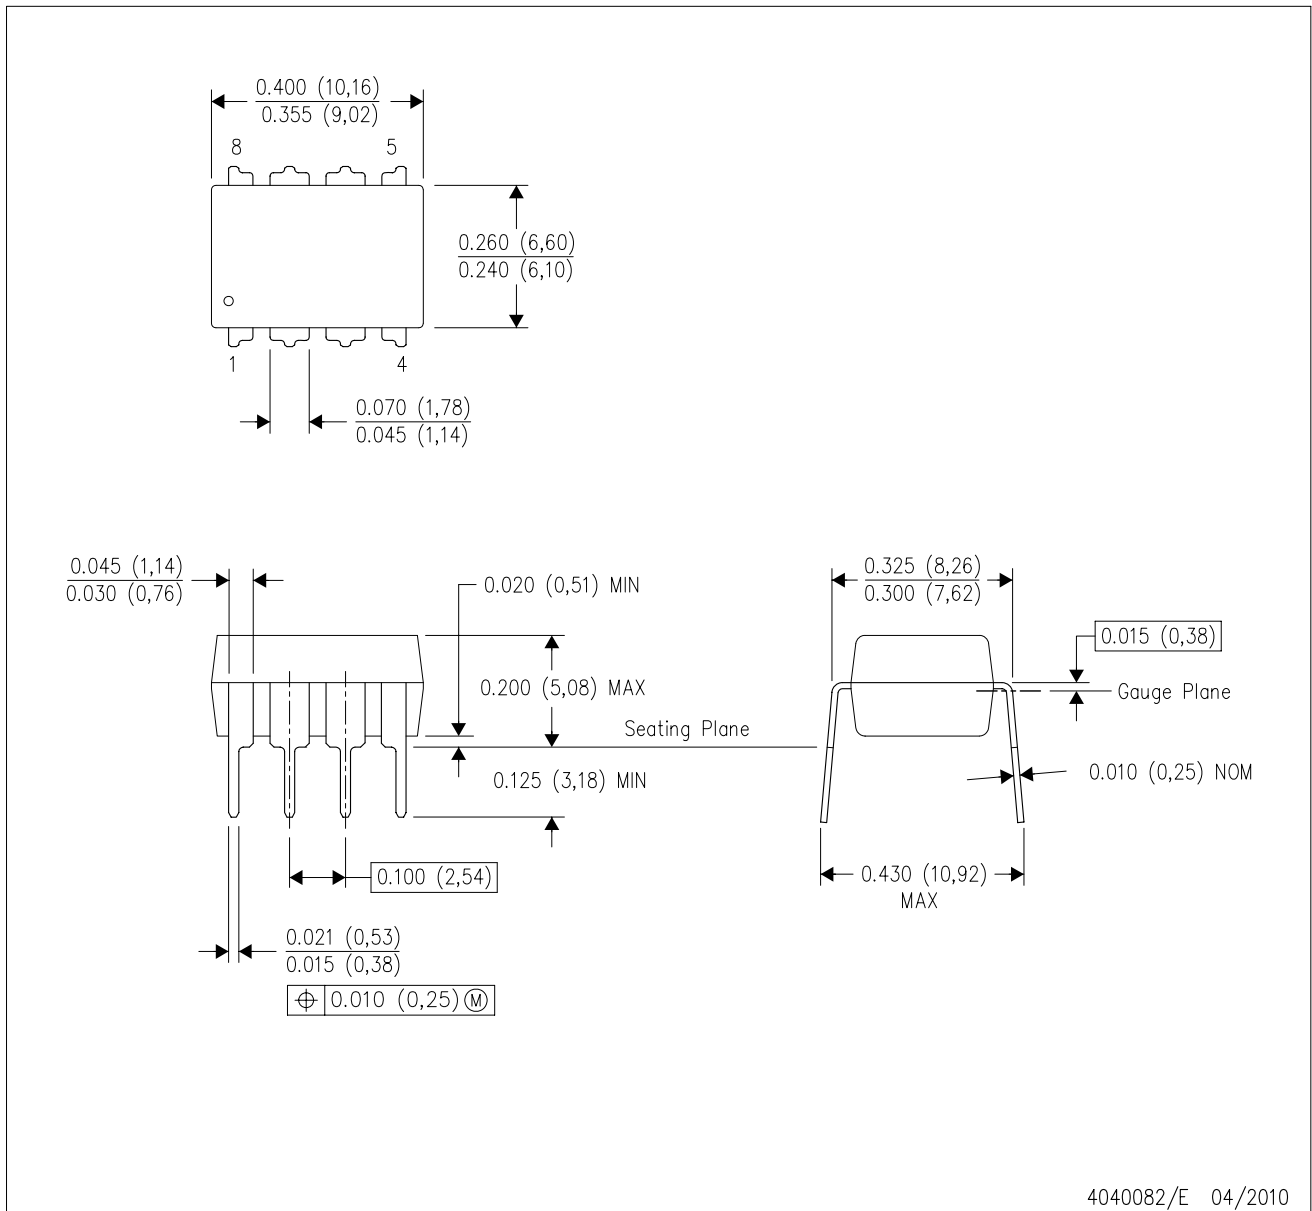 0.400 (10,16)
0.355 (9,02)
8
5
0.260 (6,60)
0.240 (6,10)
1
4
0.070 (1,78)
0.045 (1,14)
0.045 (1,14)
0.030 (0,76)
0.020 (0,51) MIN
0.325 (8,26)
0.300 (7,62)
0.015 (0,38)
0.200 (5,08) MAX
Gauge Plane
Seating Plane
0.125 (3,18) MIN
0.010 (0,25) NOM
0.100 (2,54)
0.430 (10,92)
MAX
0.021 (0,53)
0.015 (0,38)
⌖ 0.010 (0,25) Ⓜ
4040082/E 04/2010